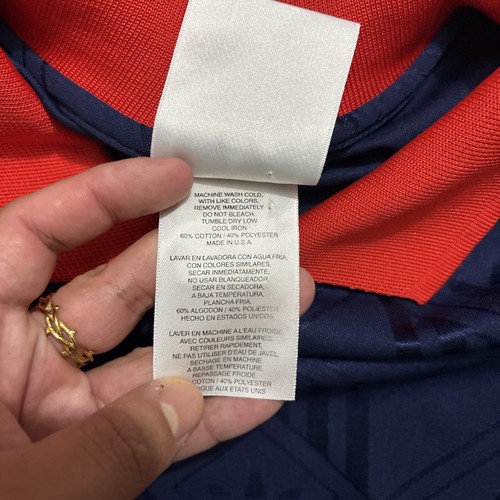 MACHINE WASH COLD,
WITH LIKE COLORS,
REMOVE IMMEDIATELY
DO NOT BLEACH.
TUMBLE DRY LOW
COOL IRON
60% COTTON / 40% POLYESTER
MADE IN U.S.A.
LAVAR EN LAVADORA CON AGUA FRIA,
CON COLORES SIMILARES,
SECAR INMEDIATAMENTE.
NO USAR BLANQUEADOR,
SECAR EN SECADORA,
A BAJA TEMPERATURA,
PLANCHA FRIA.
60% ALGODON / 40% POLIESTER
HECHO EN ESTADOS UNIDOS
LAVER EN MACHINE A L'EAU FROIDE,
AVEC COULEURS SIMILAIRES,
RETIRER RAPIDEMENT,
NE PAS UTILISER D'EAU DE JAVEL,
SECHAGE EN MACHINE
A BASSE TEMPERATURE
REPASSAGE FROIDE,
COTON / 40% POLYESTER
AUX ETATS UNIS